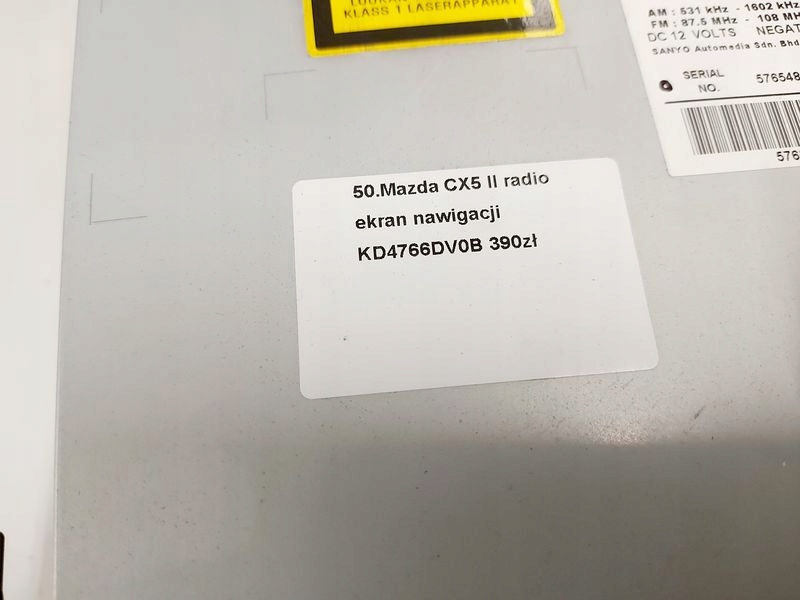 KLASS 1 LASERAPPARAT
AM : 531 kHz - 1602 kHz
FM : 87.5 MHz - 108 MH
DC 12 VOLTS NEGAT
SANYO Automedia Sdn. Bhd
SERIAL
NO.
576548
576
50.Mazda CX5 II radio
ekran nawigacji
KD4766DV0B 390zł